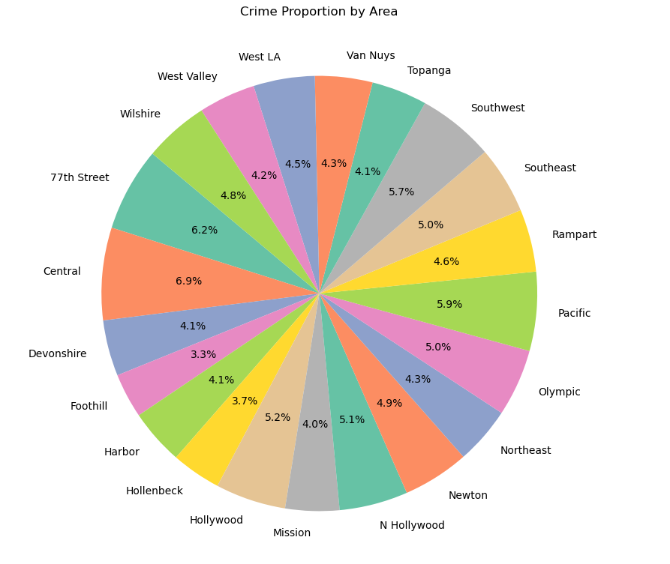 Crime Proportion by Area
Van Nuys
West LA
Topanga
West Valley
Southwest
Wilshire
Southeast
77th Street
Rampart
Central
Pacific
Devonshire
Olympic
Foothill
Northeast
Harbor
Newton
Hollenbeck
N Hollywood
Hollywood
Mission
4.3%
4.5%
4.1%
4.2%
5.7%
4.8%
5.0%
6.2%
4.6%
6.9%
5.9%
4.1%
5.0%
3.3%
4.3%
4.1%
4.9%
3.7%
5.1%
5.2%
4.0%